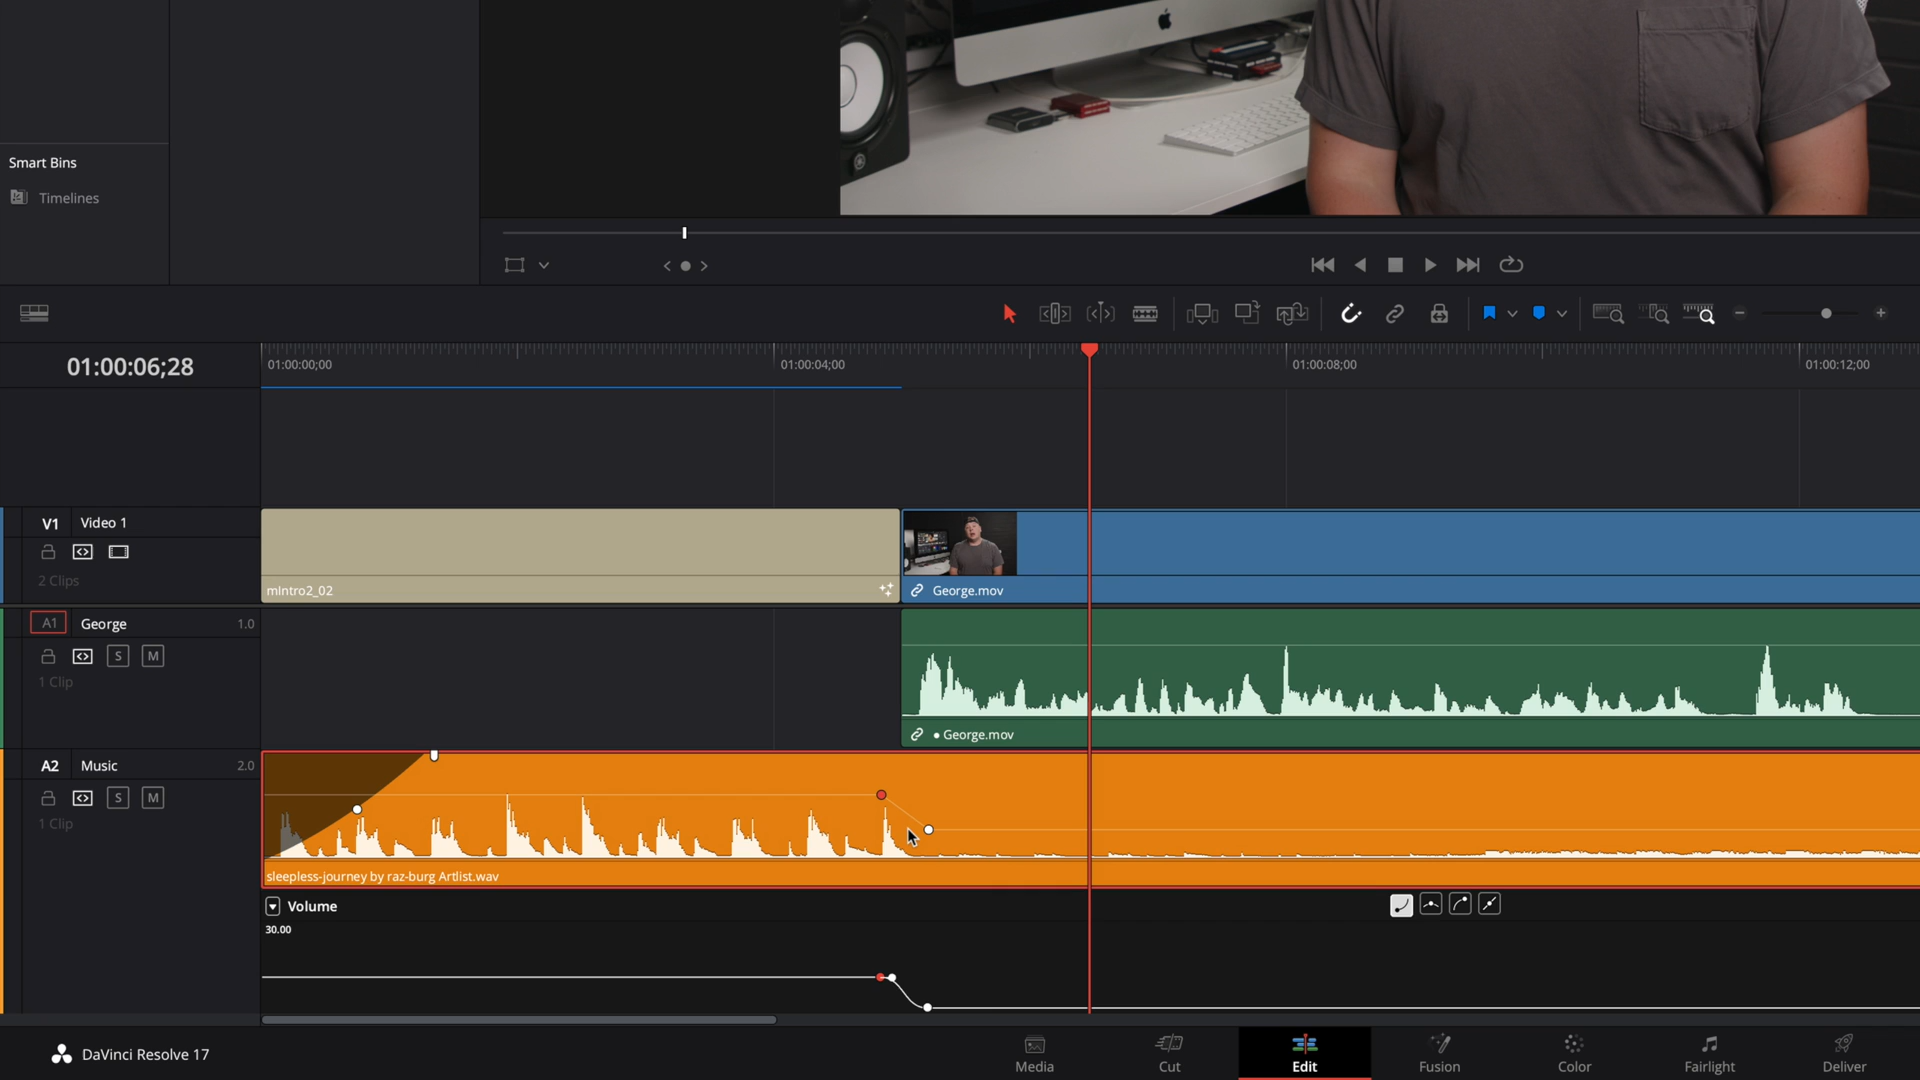 Smart Bins
Timelines
01:00:06;28
01:00:00;00
01:00:04;00
01:00:08;00
01:00:12;00
V1 Video 1
2 Clips
mIntro2_02
George.mov
A1 George 1.0
S M
1 Clip
George.mov
A2 Music 2.0
S M
1 Clip
sleepless-journey by raz-burg Artlist.wav
Volume
30.00
DaVinci Resolve 17
Media
Cut
Edit
Fusion
Color
Fairlight
Deliver